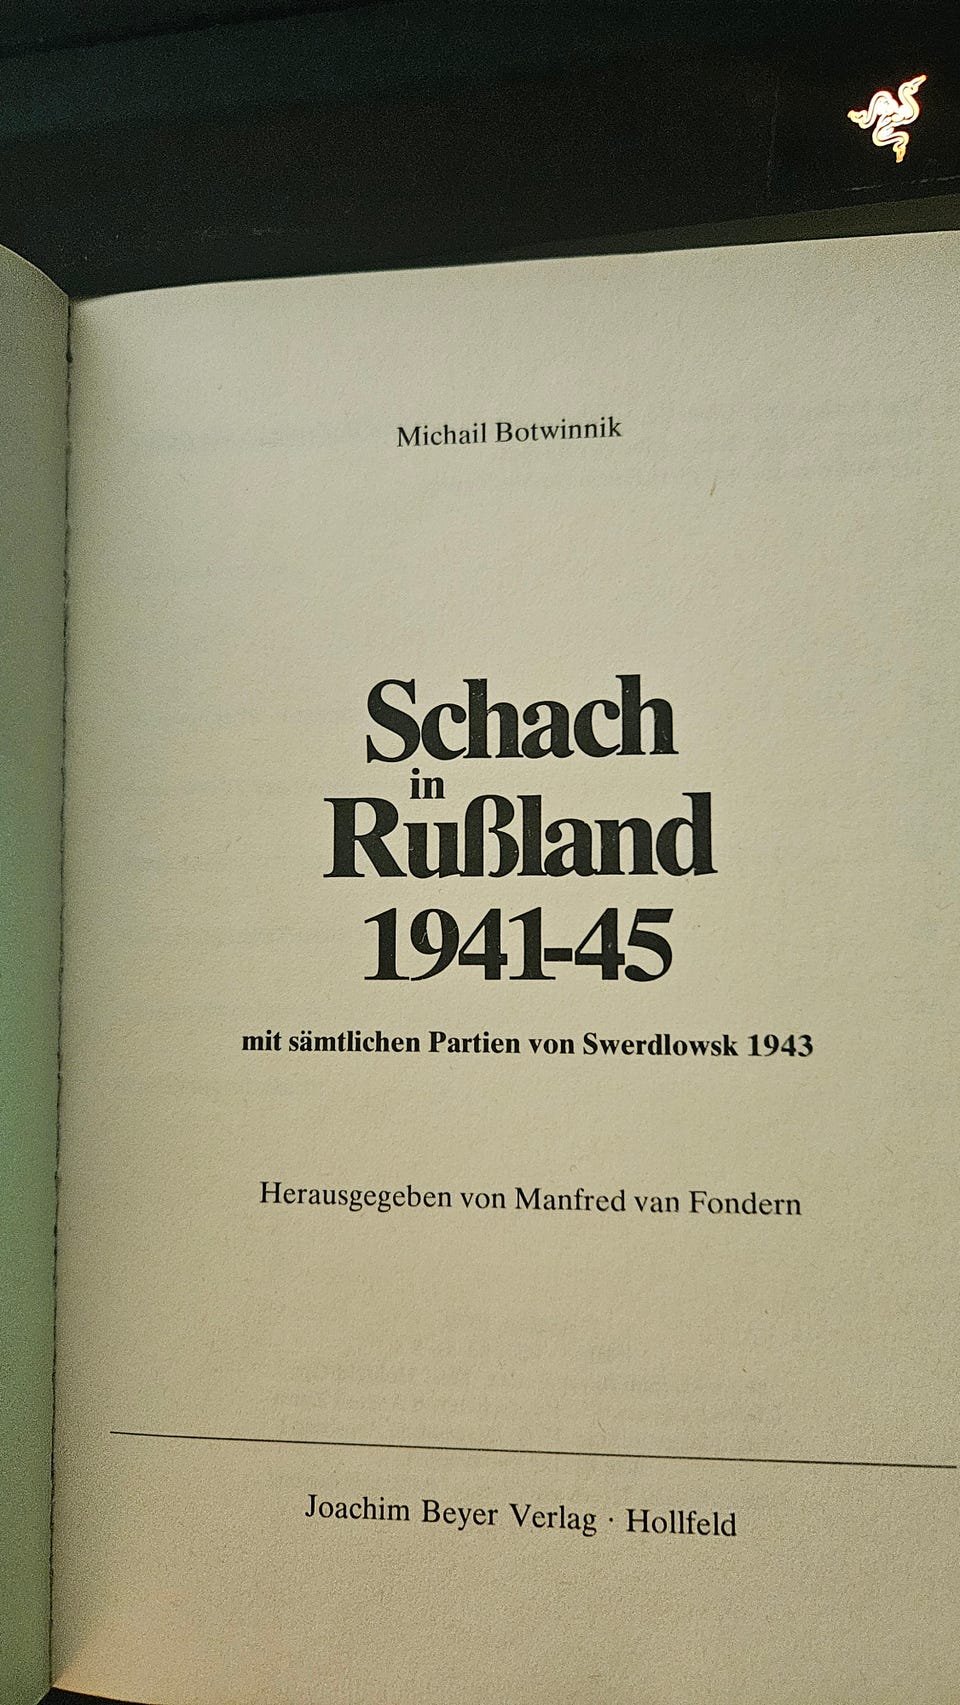 Michail Botwinnik
Schach
in
Rußland
1941-45
mit sämtlichen Partien von Swerdlowsk 1943
Herausgegeben von Manfred van Fondern
Joachim Beyer Verlag · Hollfeld